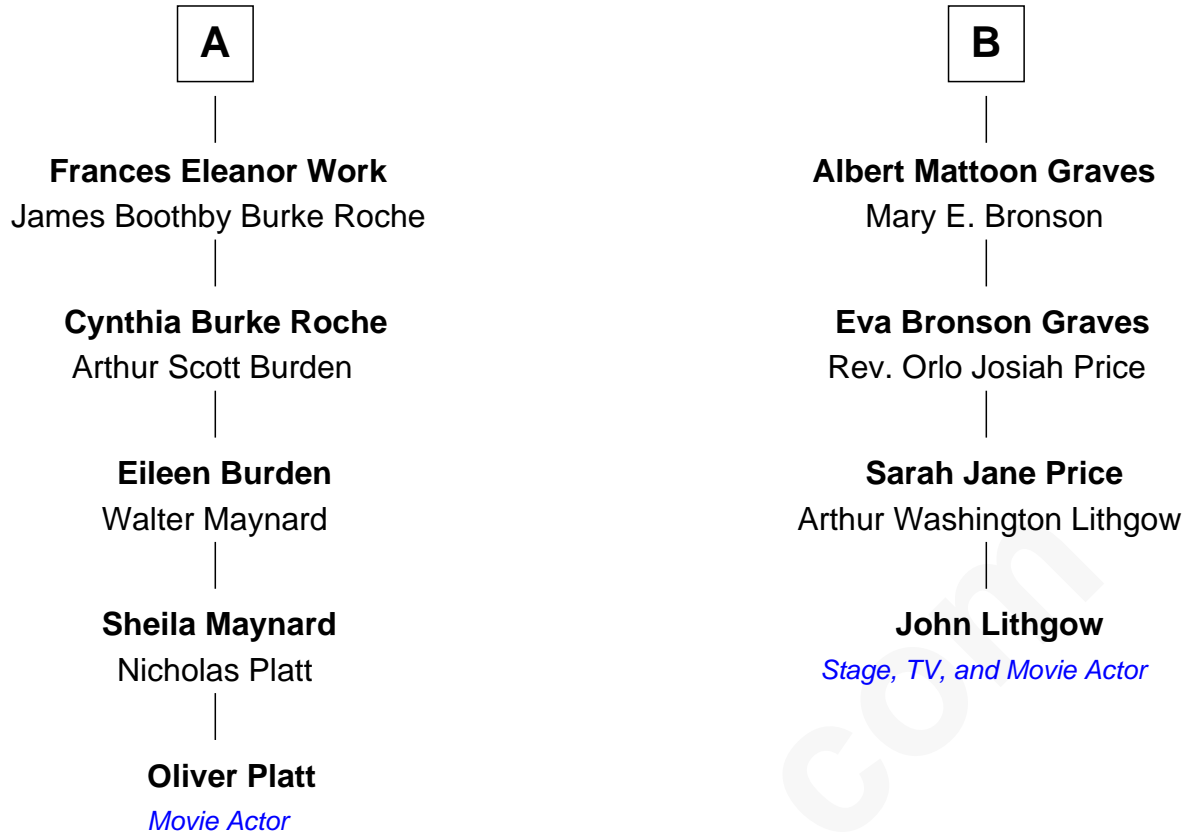 A
Frances Eleanor Work
James Boothby Burke Roche
Cynthia Burke Roche
Arthur Scott Burden
Eileen Burden
Walter Maynard
Sheila Maynard
Nicholas Platt
Oliver Platt
Movie Actor
B
Albert Mattoon Graves
Mary E. Bronson
Eva Bronson Graves
Rev. Orlo Josiah Price
Sarah Jane Price
Arthur Washington Lithgow
John Lithgow
Stage, TV, and Movie Actor
com